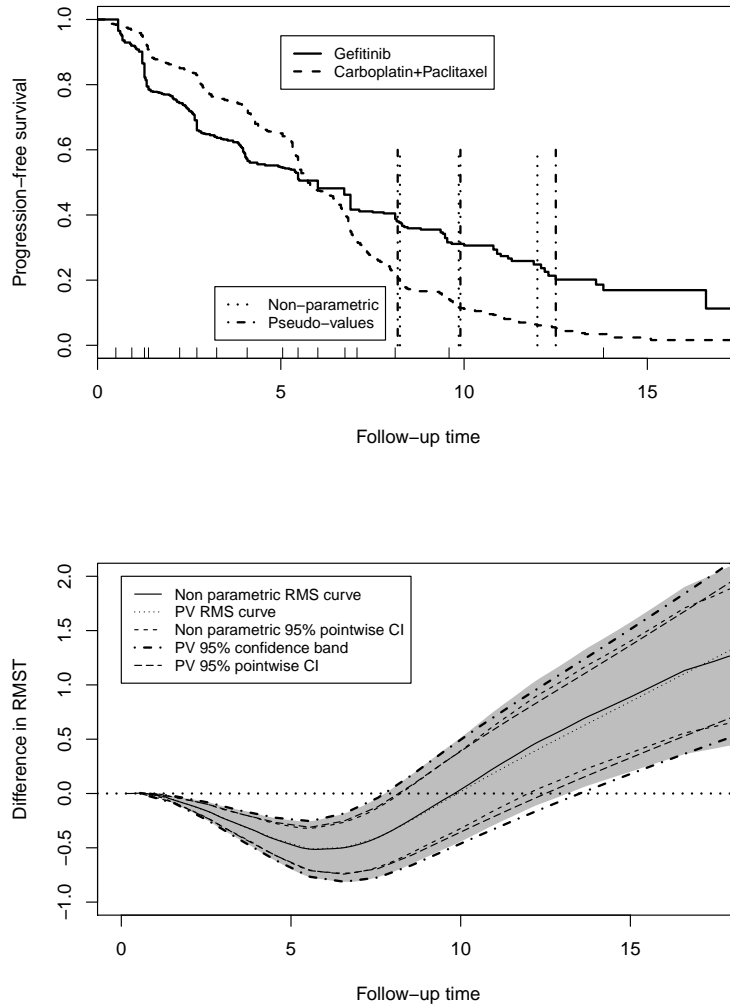 Progression−free survival
0.0
0.2
0.4
0.6
0.8
1.0
Gefitinib
Carboplatin+Paclitaxel
Non−parametric
Pseudo−values
0
5
10
15
Follow−up time
Difference in RMST
−1.0
−0.5
0.0
0.5
1.0
1.5
2.0
Non parametric RMS curve
PV RMS curve
Non parametric 95% pointwise CI
PV 95% confidence band
PV 95% pointwise CI
0
5
10
15
Follow−up time